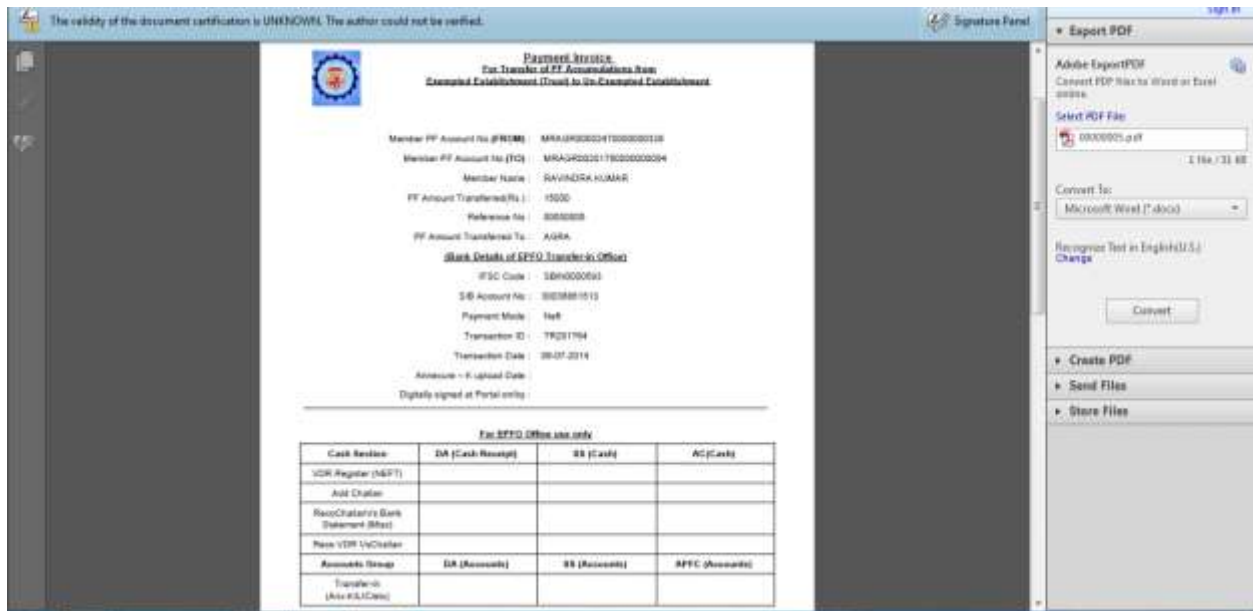 Sign In
The validity of the document certification is UNKNOWN. The author could not be verified.
Signature Panel
Export PDF
Adobe ExportPDF
Convert PDF files to Word or Excel online.
Select PDF File:
00000005.pdf
1 file / 31 KB
Convert To:
Microsoft Word (*.docx)
Recognize Text in English(U.S.)
Change
Convert
Create PDF
Send Files
Store Files
Payment Invoice
For Transfer of PF Accumulations from
Exempted Establishment (Trust) to Un-Exempted Establishment
Member PF Account No.(FROM) :
Member PF Account No.(TO) :
Member Name : RAVINDRA KUMAR
PF Amount Transferred(Rs.) : 15000
Reference No :
PF Amount Transferred To : AGRA
(Bank Details of EPFO Transfer-in Office)
IFSC Code :
S/B Account No :
Payment Mode : Neft
Transaction ID :
Transaction Date :
Annexure – K upload Date :
Digitally signed at Portal on/by :
For EPFO Office use only
Cash Section DA (Cash Receipt) SS (Cash) AC(Cash)
VDR Register (NEFT)
Add Challan
Statement (Misc)
Reco VDR VsChallan
Accounts Group DA (Accounts) SS (Accounts) APFC (Accounts)
Transfer-in